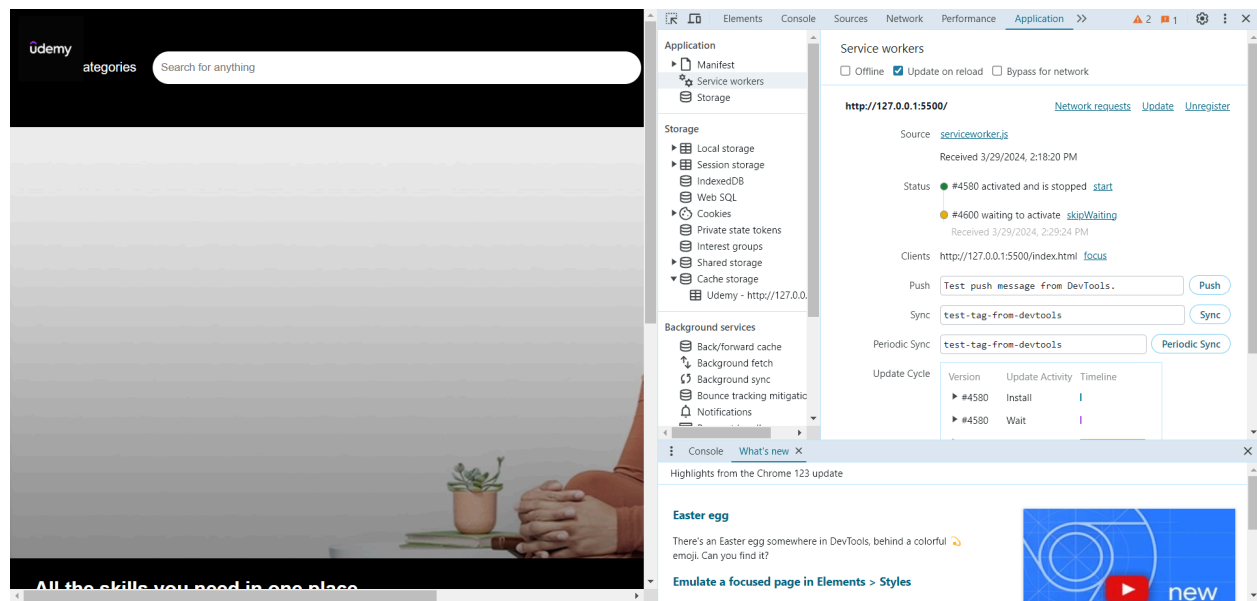 ûdemy
ategories
Search for anything
All the skills you need in one place
Elements Console Sources Network Performance Application 2 1
Application
Manifest
Service workers
Storage
Storage
Local storage
Session storage
IndexedDB
Web SQL
Cookies
Private state tokens
Interest groups
Shared storage
Cache storage
Udemy - http://127.0.0.
Background services
Back/forward cache
Background fetch
Background sync
Bounce tracking mitigatio
Notifications
Service workers
Offline Update on reload Bypass for network
http://127.0.0.1:5500/ Network requests Update Unregister
Source serviceworker.js
Received 3/29/2024, 2:18:20 PM
Status #4580 activated and is stopped start
#4600 waiting to activate skipWaiting
Received 3/29/2024, 2:29:24 PM
Clients http://127.0.0.1:5500/index.html focus
Push Test push message from DevTools. Push
Sync test-tag-from-devtools Sync
Periodic Sync test-tag-from-devtools Periodic Sync
Update Cycle Version Update Activity Timeline
#4580 Install
#4580 Wait
Console What's new
Highlights from the Chrome 123 update
Easter egg
There's an Easter egg somewhere in DevTools, behind a colorful 💫
emoji. Can you find it?
Emulate a focused page in Elements > Styles
new